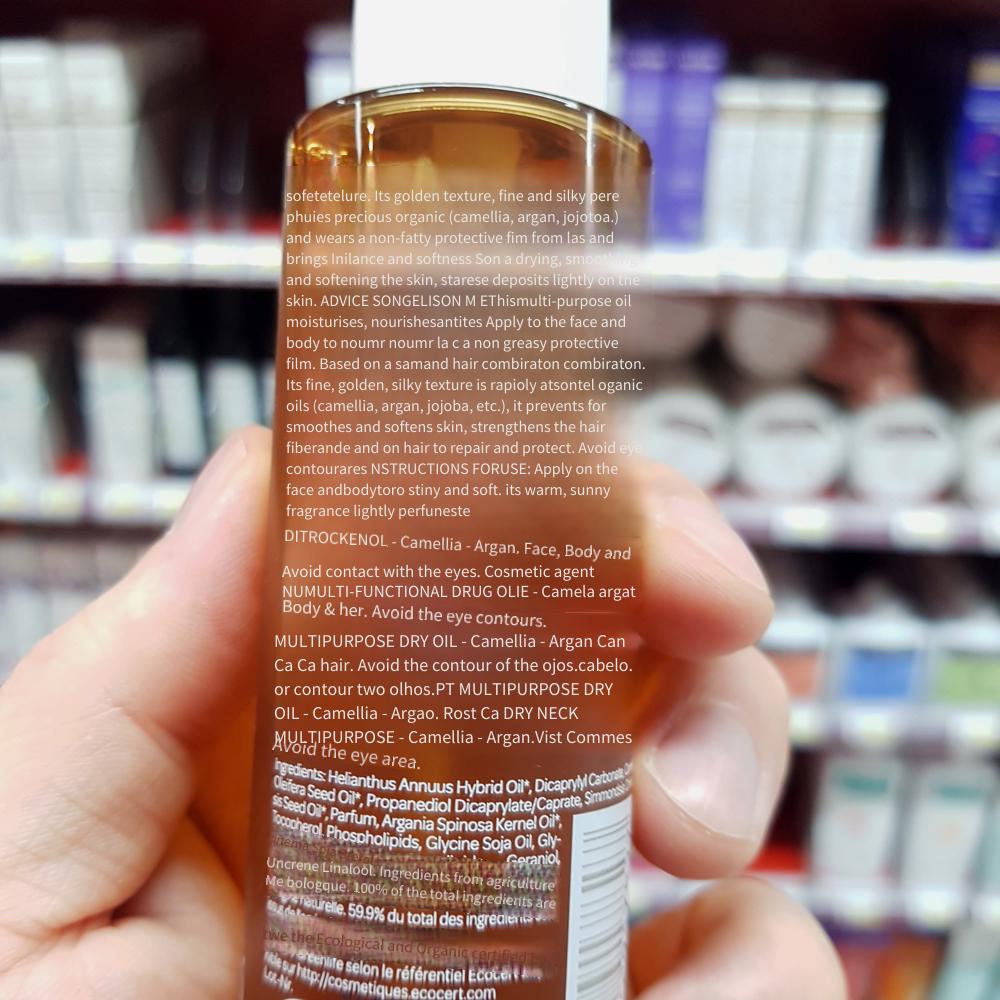 sofetetelure. Its golden texture, fine and silky pere
phuies precious organic (camellia, argan, jojotoa.)
and wears a non-fatty protective fim from las and
brings Inilance and softness Son a drying, smoothing
and softening the skin, starese deposits lightly on the
skin. ADVICE SONGELISON M EThismulti-purpose oil
moisturises, nourishesantites Apply to the face and
body to noumr noumr la c a non greasy protective
film. Based on a samand hair combiraton combiraton.
Its fine, golden, silky texture is rapioly atsontel oganic
oils (camellia, argan, jojoba, etc.), it prevents for
smoothes and softens skin, strengthens the hair
fiberande and on hair to repair and protect. Avoid eye
contourares NSTRUCTIONS FORUSE: Apply on the
face andbodytoro stiny and soft. its warm, sunny
fragrance lightly perfuneste
DITROCKENOL - Camellia - Argan. Face, Body and
Avoid contact with the eyes. Cosmetic agent
NUMULTI-FUNCTIONAL DRUG OLIE - Camela argat
Body & her. Avoid the eye contours.
MULTIPURPOSE DRY OIL - Camellia - Argan Can
Ca Ca hair. Avoid the contour of the ojos.cabelo.
or contour two olhos.PT MULTIPURPOSE DRY
OIL - Camellia - Argao. Rost Ca DRY NECK
MULTIPURPOSE - Camellia - Argan.Vist Commes
Avoid the eye area.
Ingredients: Helianthus Annuus Hybrid Oil*, Dicaprylyl Carbonate,
Oleifera Seed Oil*, Propanediol Dicaprylate/Caprate, Simmondsia
sis Seed Oil*, Parfum, Argania Spinosa Kernel Oil*,
Tocopherol, Phospholipids, Glycine Soja Oil, Gly-
Geraniol,
Uncrene Linalool. Ingredients from agriculture
Me bologque. 100% of the total ingredients are
naturelle. 59.9% du total des ingrédients
nwe the Ecological and Organic certified
selon le référentiel Ecocert
sur http://cosmetiques.ecocert.com
Lot-Nr.